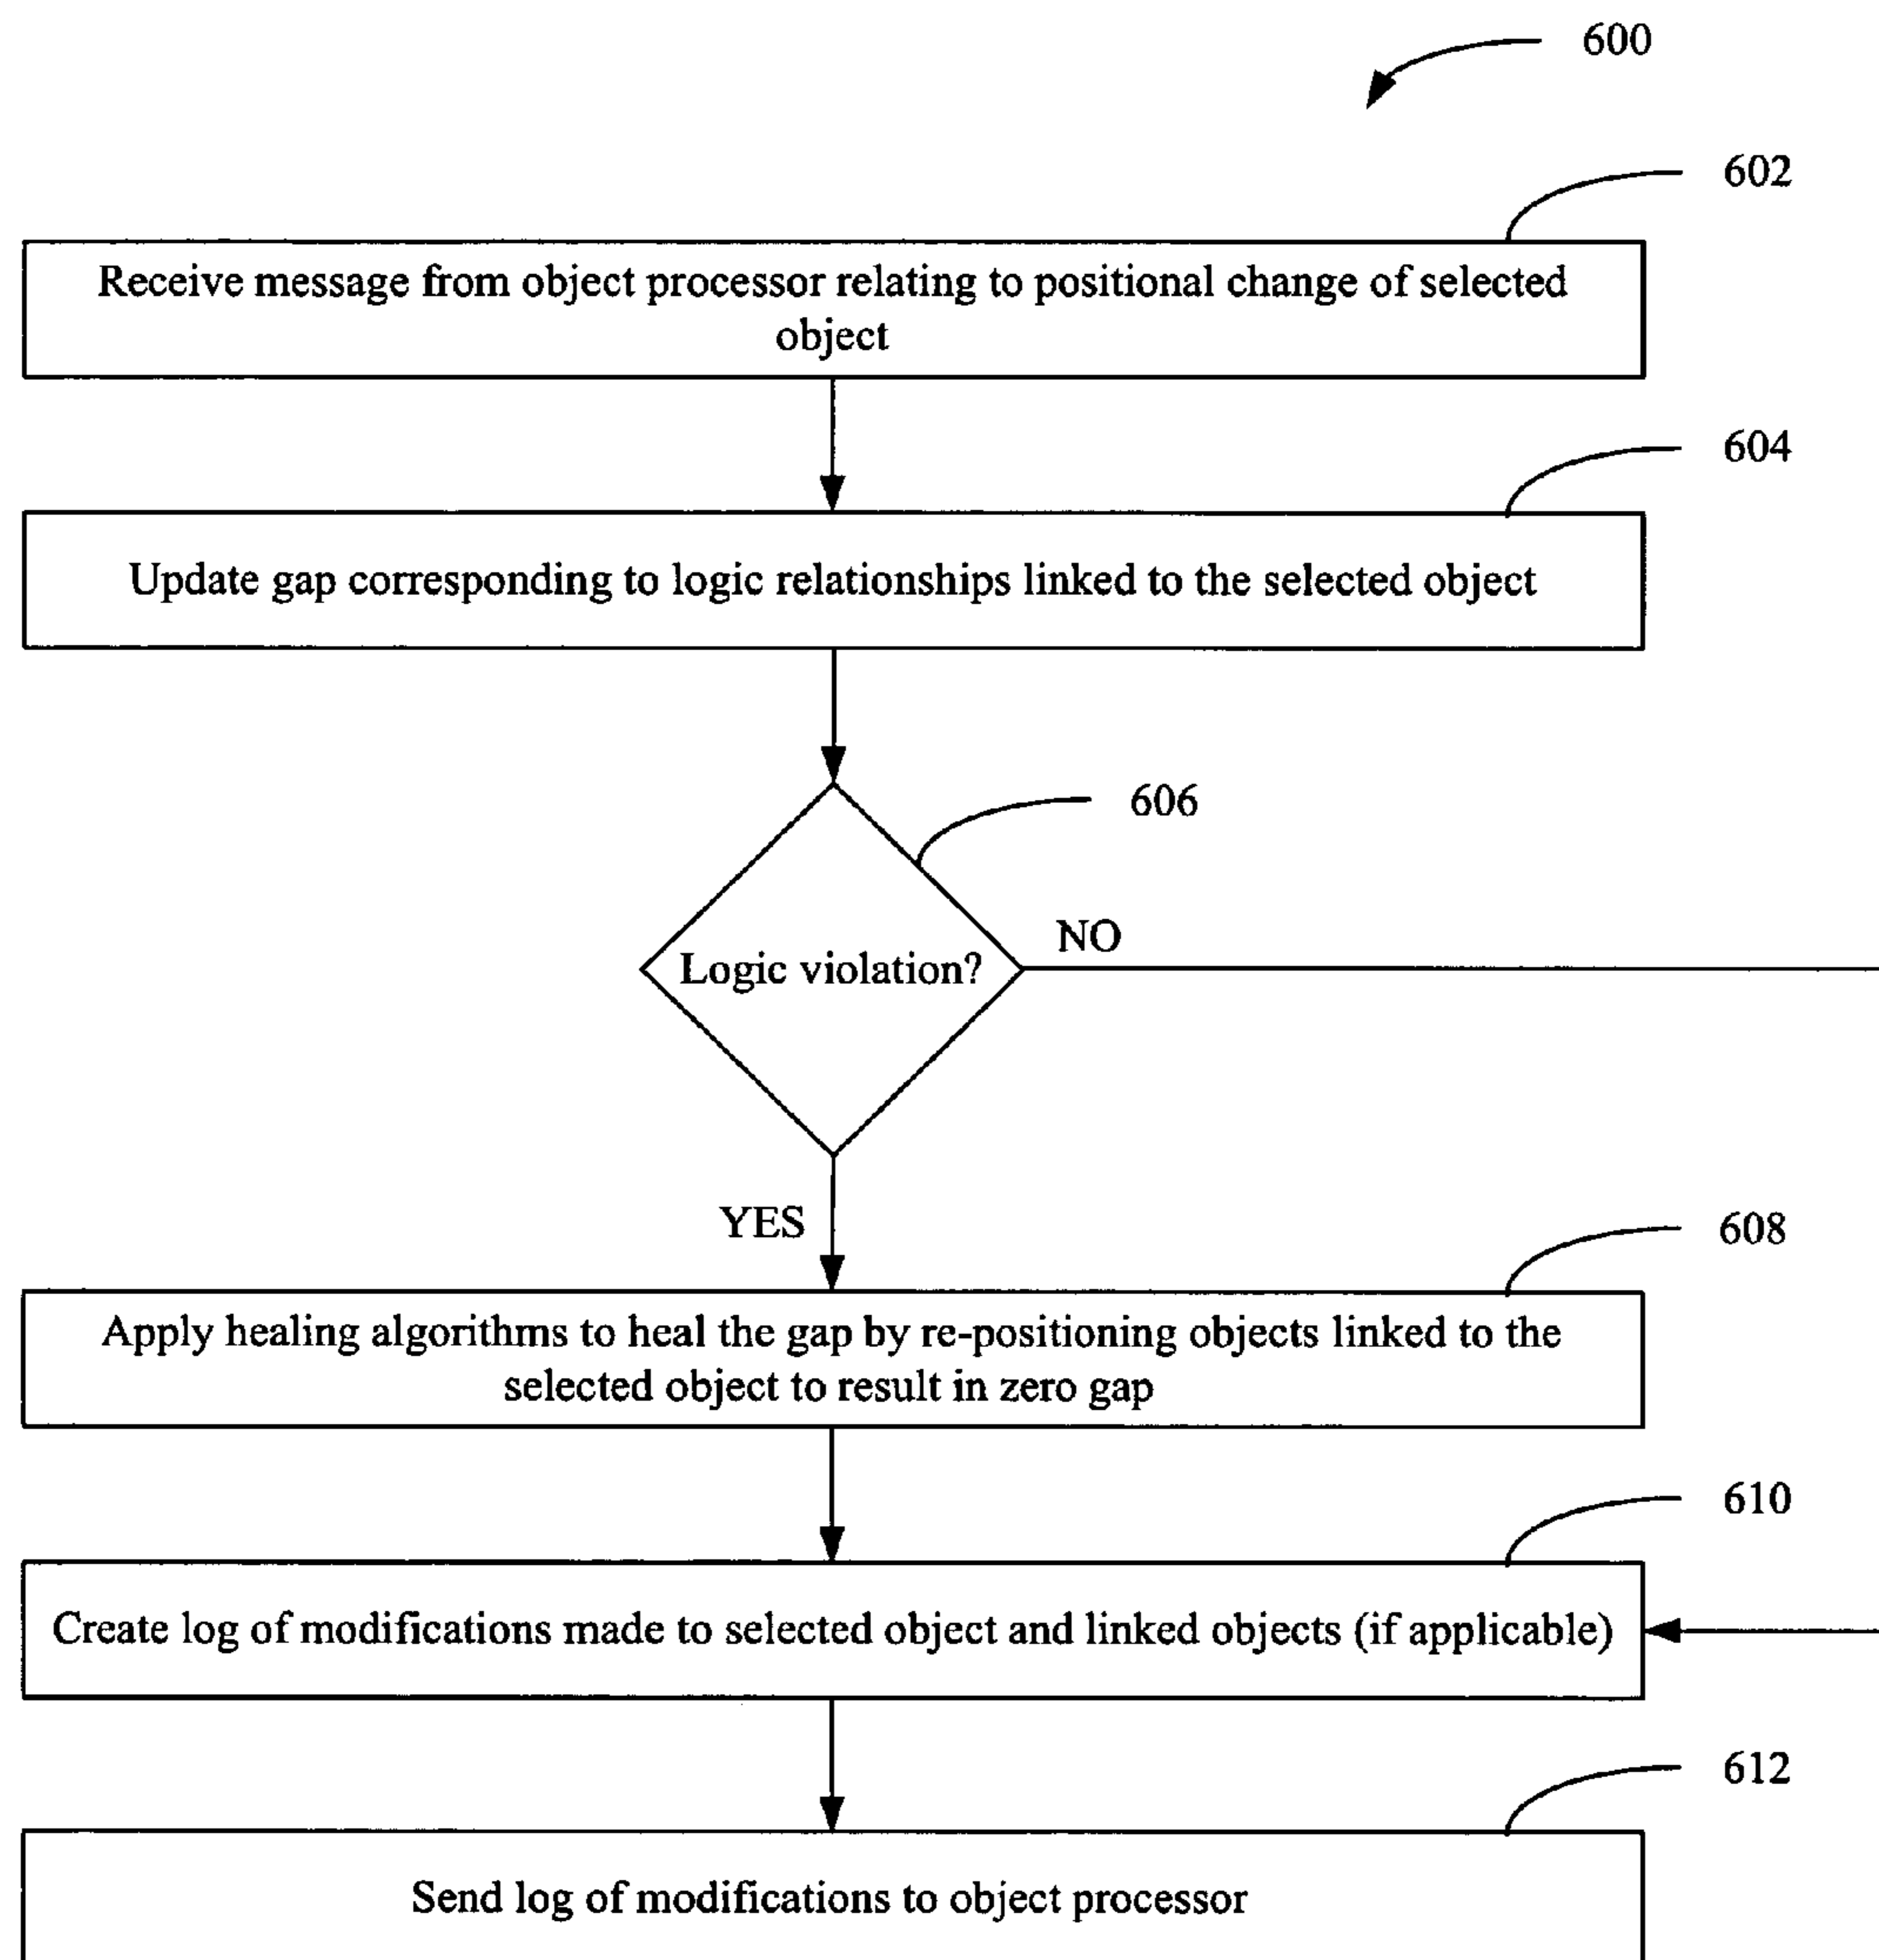 600
602
Receive message from object processor relating to positional change of selected
object
604
Update gap corresponding to logic relationships linked to the selected object
606
Logic violation?
NO
YES
608
Apply healing algorithms to heal the gap by re-positioning objects linked to the
selected object to result in zero gap
610
Create log of modifications made to selected object and linked objects (if applicable)
612
Send log of modifications to object processor